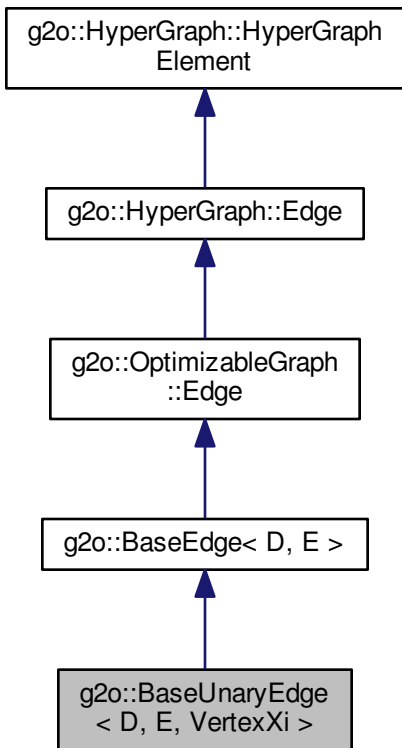 g2o::HyperGraph::HyperGraph
Element
g2o::HyperGraph::Edge
g2o::OptimizableGraph
::Edge
g2o::BaseEdge< D, E >
g2o::BaseUnaryEdge
< D, E, VertexXi >